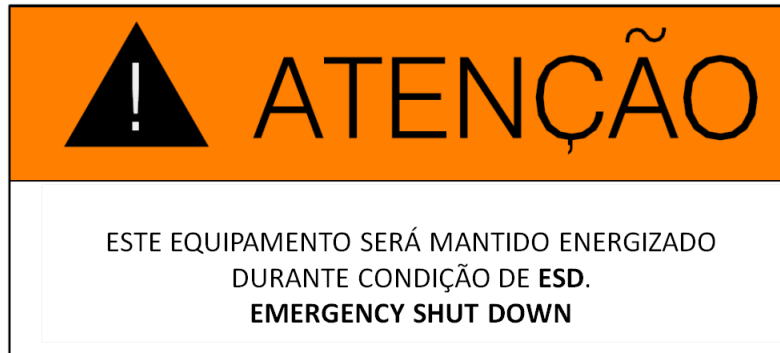 ! ATENÇÃO
ESTE EQUIPAMENTO SERÁ MANTIDO ENERGIZADO
DURANTE CONDIÇÃO DE ESD.
EMERGENCY SHUT DOWN